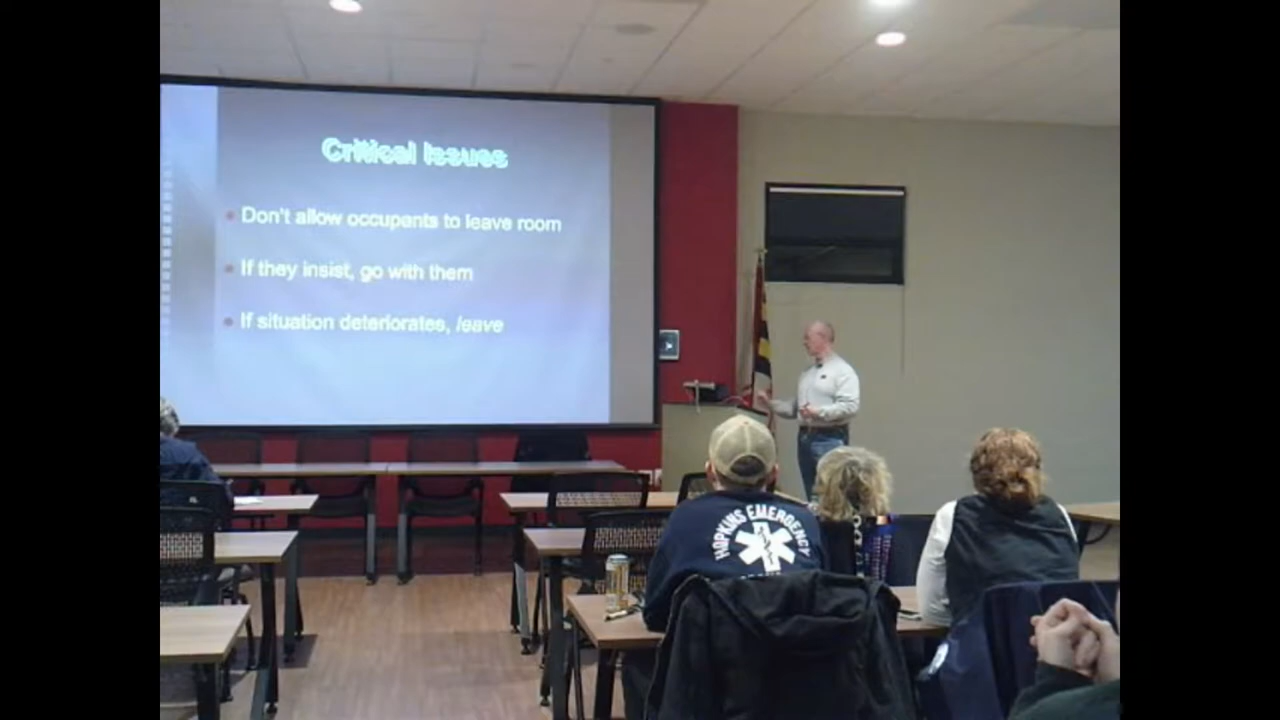 Critical Issues
Don't allow occupants to leave room
If they insist, go with them
If situation deteriorates, leave
HOPKINS EMERGENCY